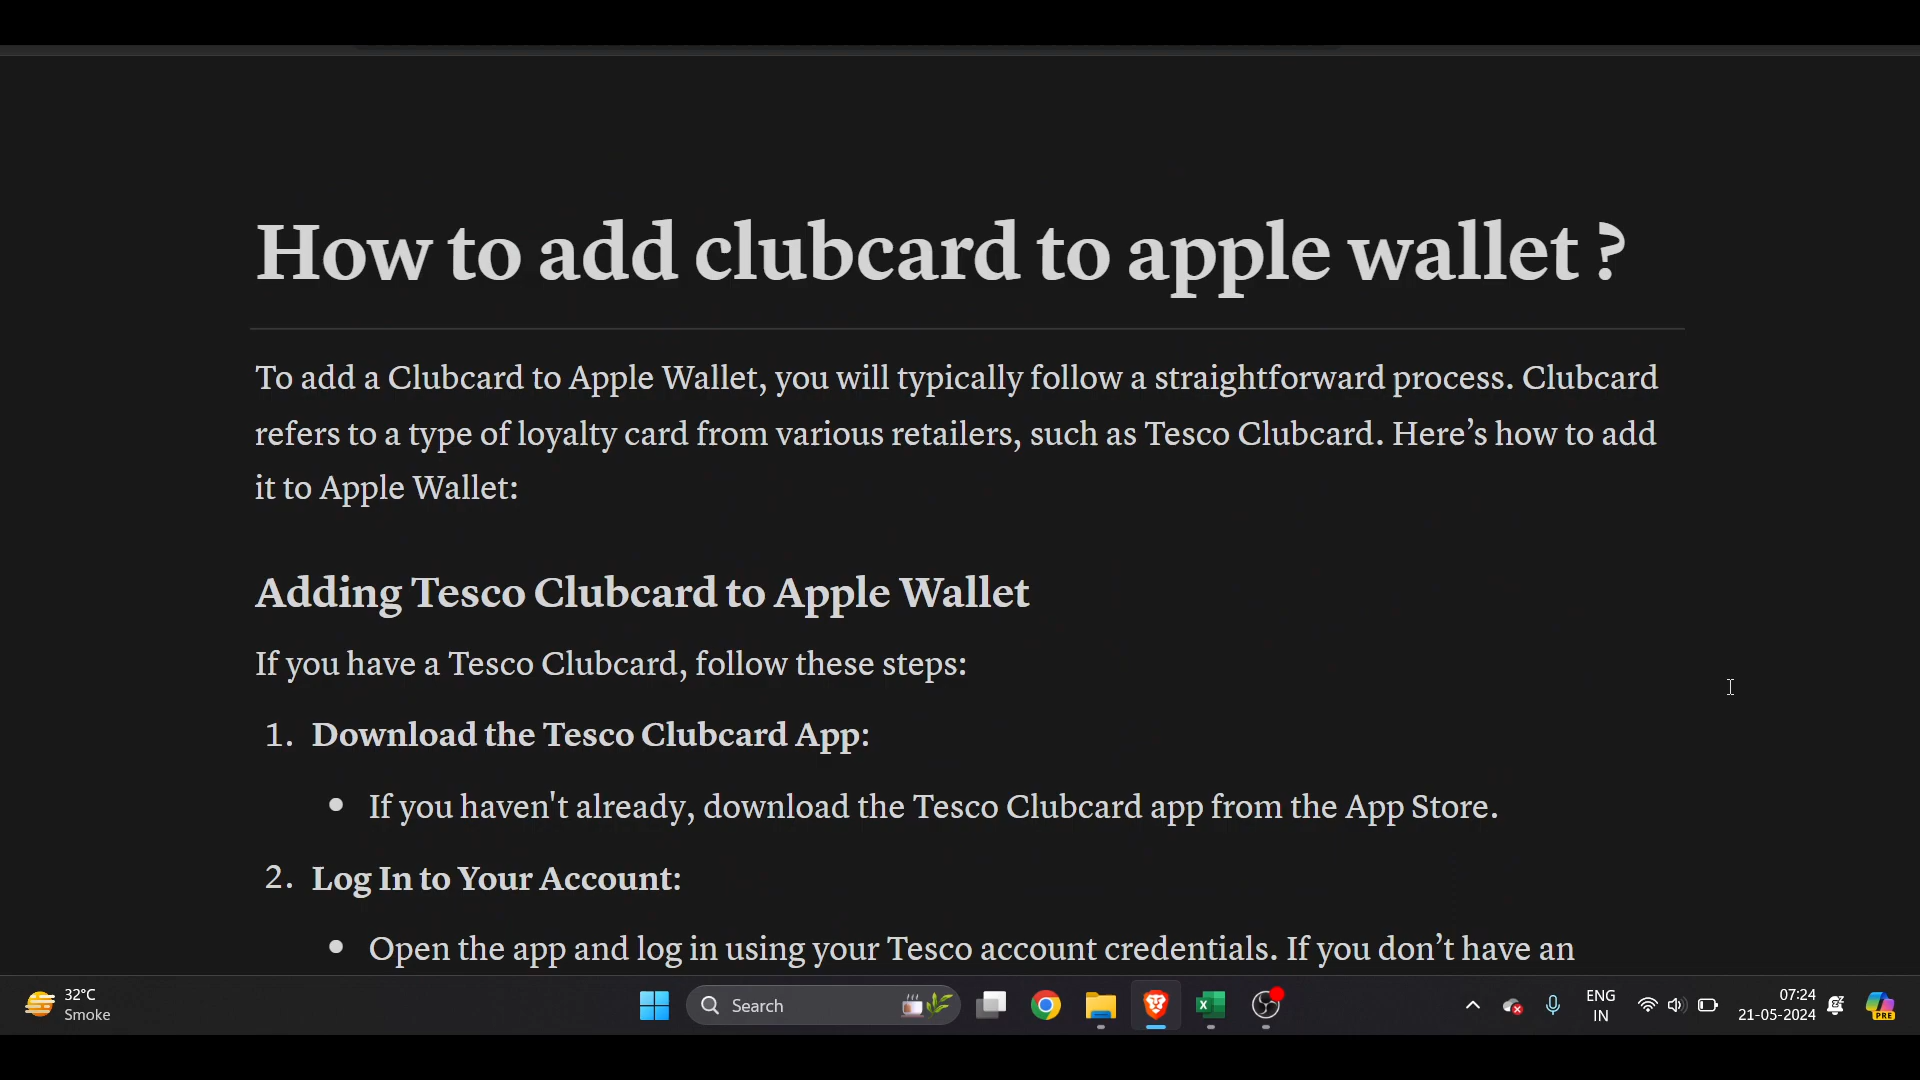 How to add clubcard to apple wallet ?
To add a Clubcard to Apple Wallet, you will typically follow a straightforward process. Clubcard
refers to a type of loyalty card from various retailers, such as Tesco Clubcard. Here’s how to add
it to Apple Wallet:
Adding Tesco Clubcard to Apple Wallet
If you have a Tesco Clubcard, follow these steps:
1. Download the Tesco Clubcard App:
• If you haven't already, download the Tesco Clubcard app from the App Store.
2. Log In to Your Account:
• Open the app and log in using your Tesco account credentials. If you don’t have an
32°C
Smoke
Search
ENG
IN
07:24
21-05-2024
PRE